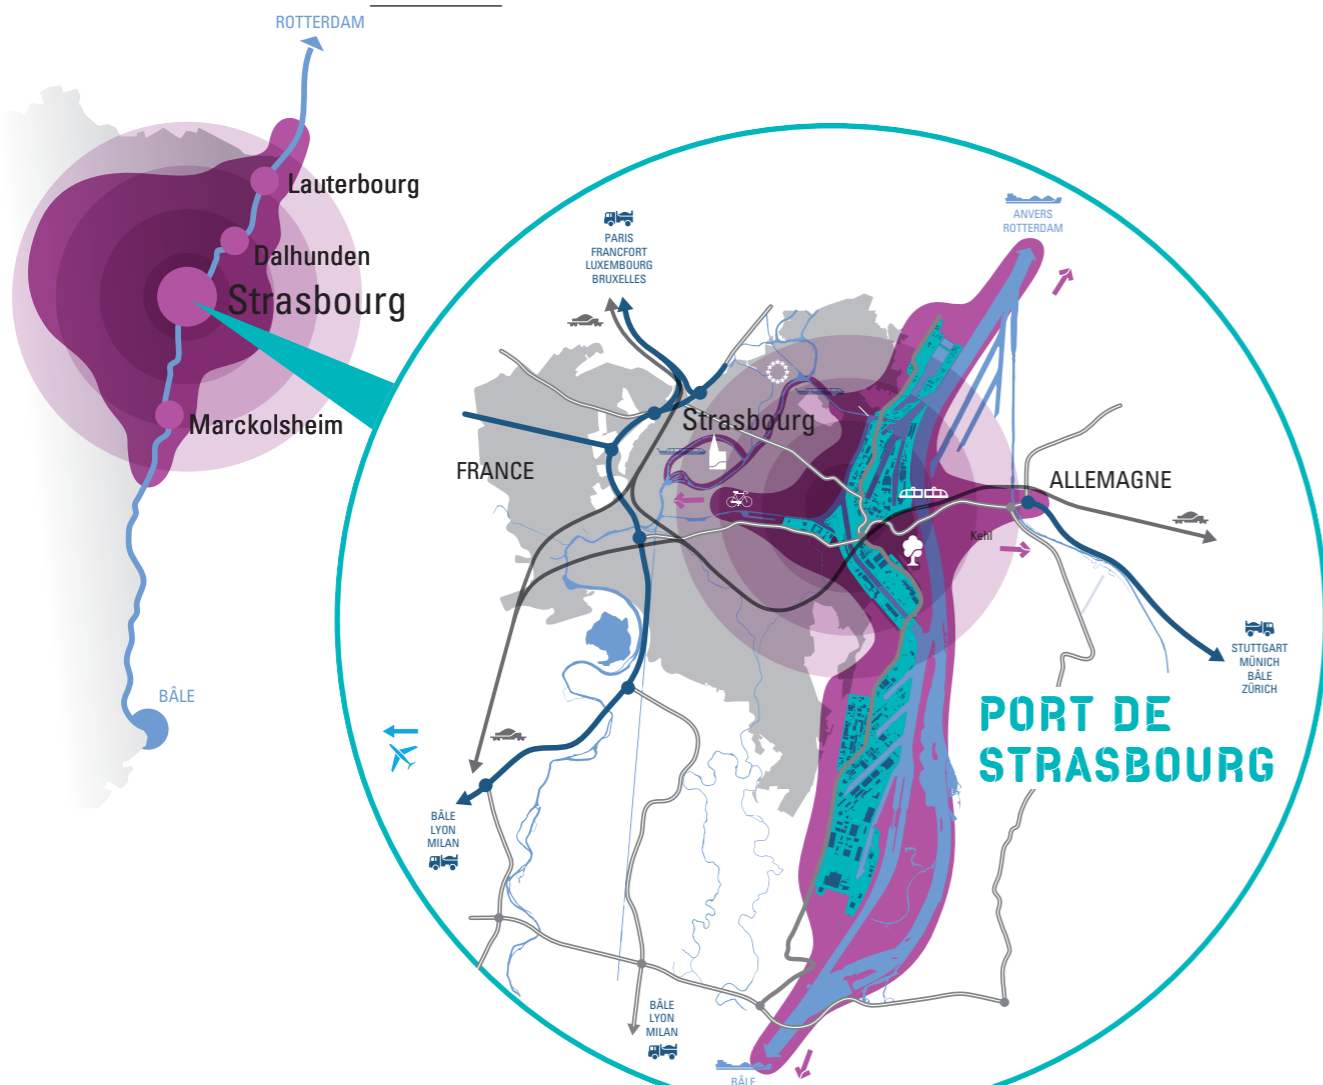 ROTTERDAM
Lauterbourg
Dalhunden
Strasbourg
Marckolsheim
BÂLE
PARIS
FRANCFORT
LUXEMBOURG
BRUXELLES
ANVERS
ROTTERDAM
Strasbourg
FRANCE
ALLEMAGNE
Kehl
STUTTGART
MÜNICH
BÂLE
ZÜRICH
PORT DE
STRASBOURG
BÂLE
LYON
MILAN
BÂLE
LYON
MILAN
BÂLE